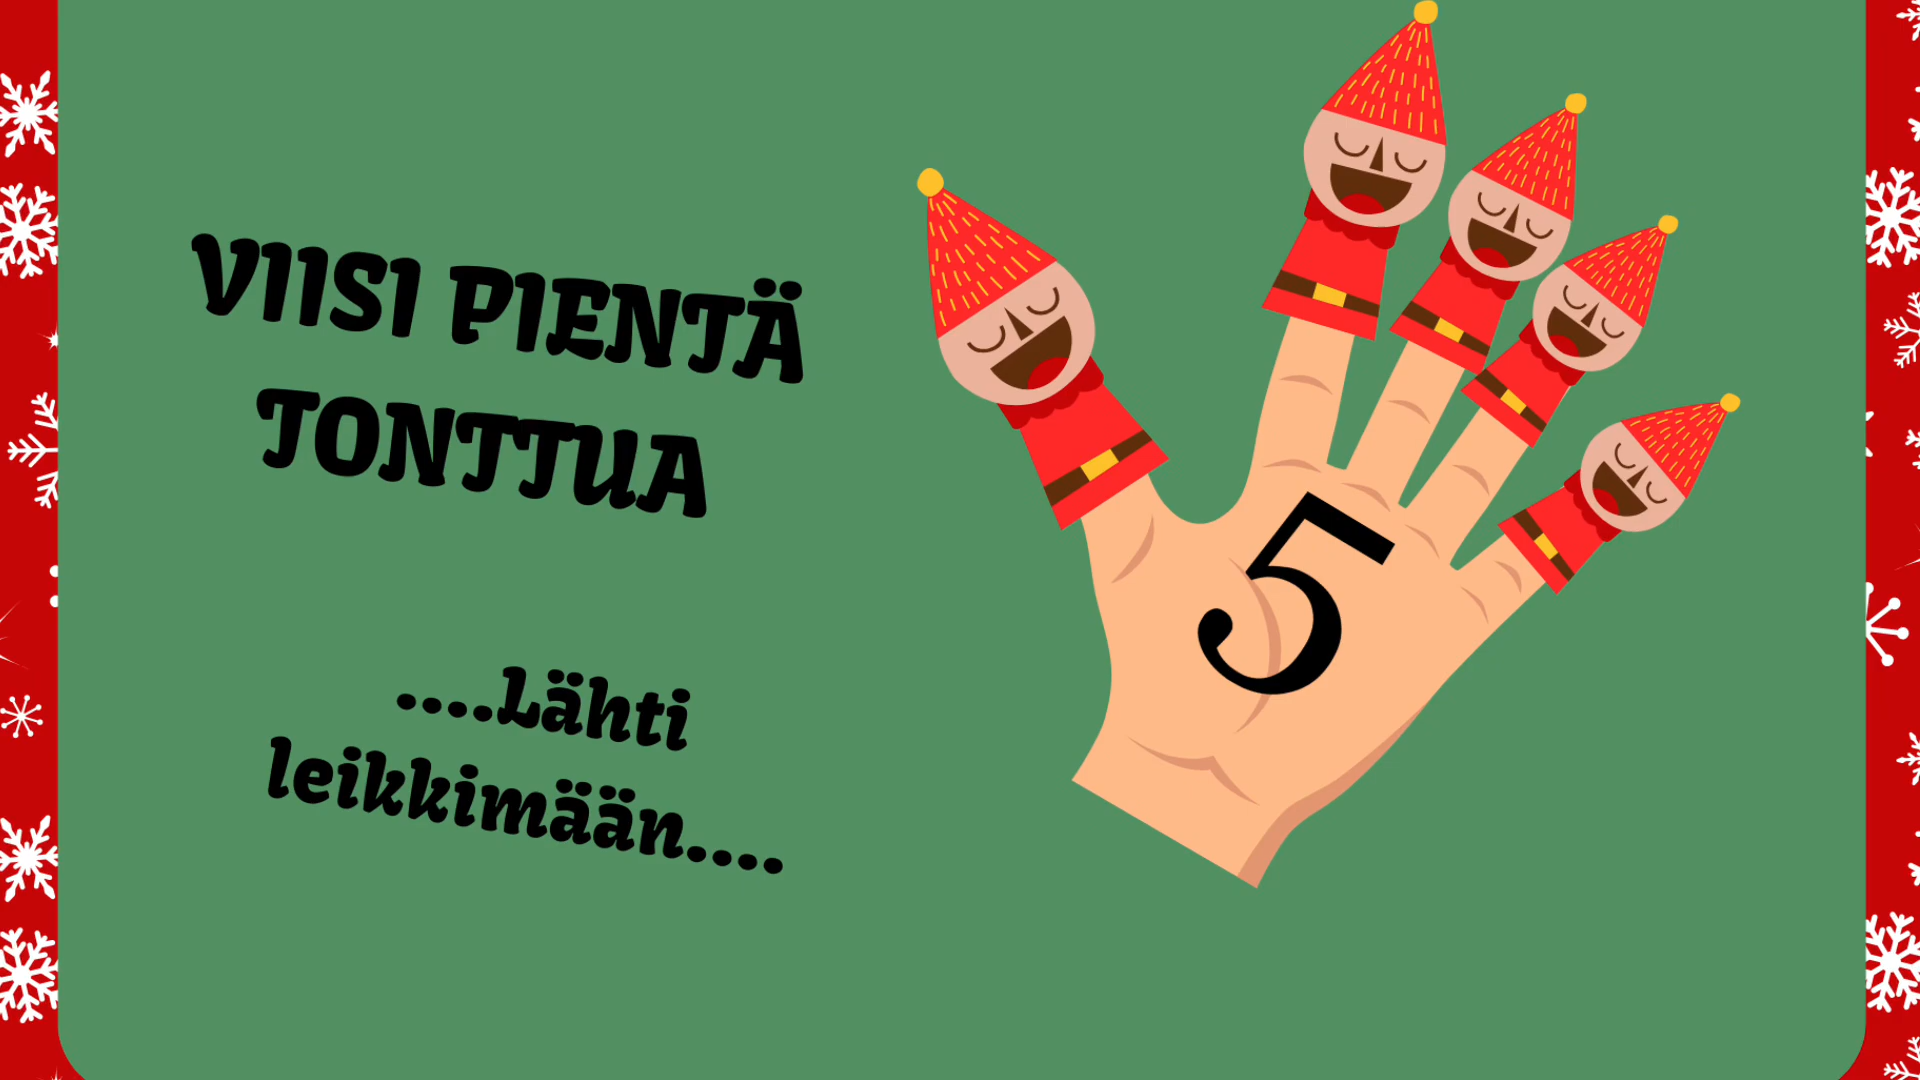 VIISI PIENTÄ
TONTTUA
....Lähti
leikkimään....
5